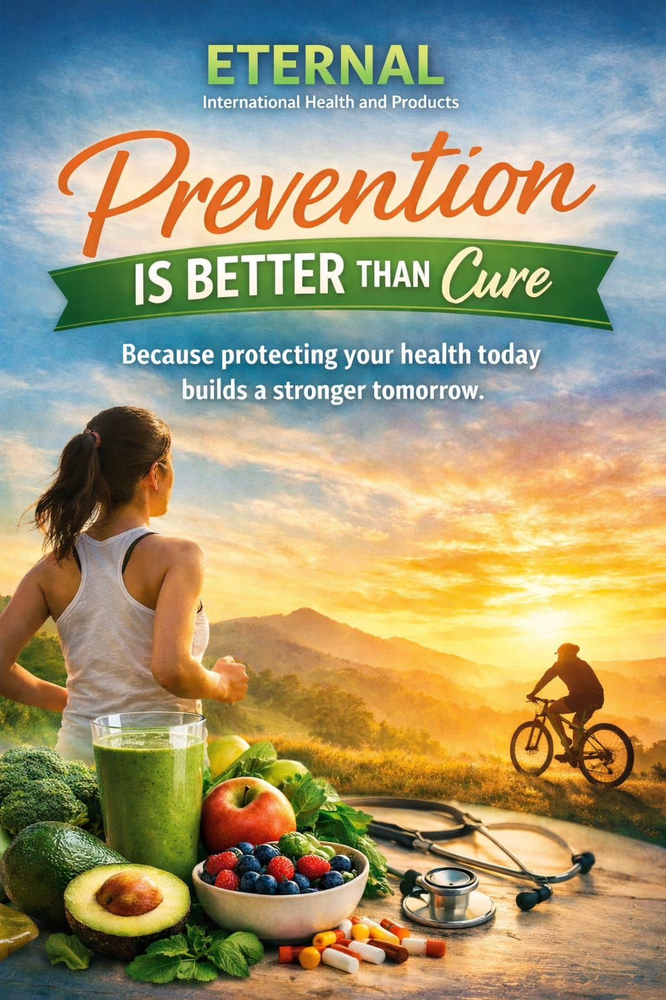 ETERNAL
International Health and Products
Prevention
IS BETTER THAN Cure
Because protecting your health today
builds a stronger tomorrow.